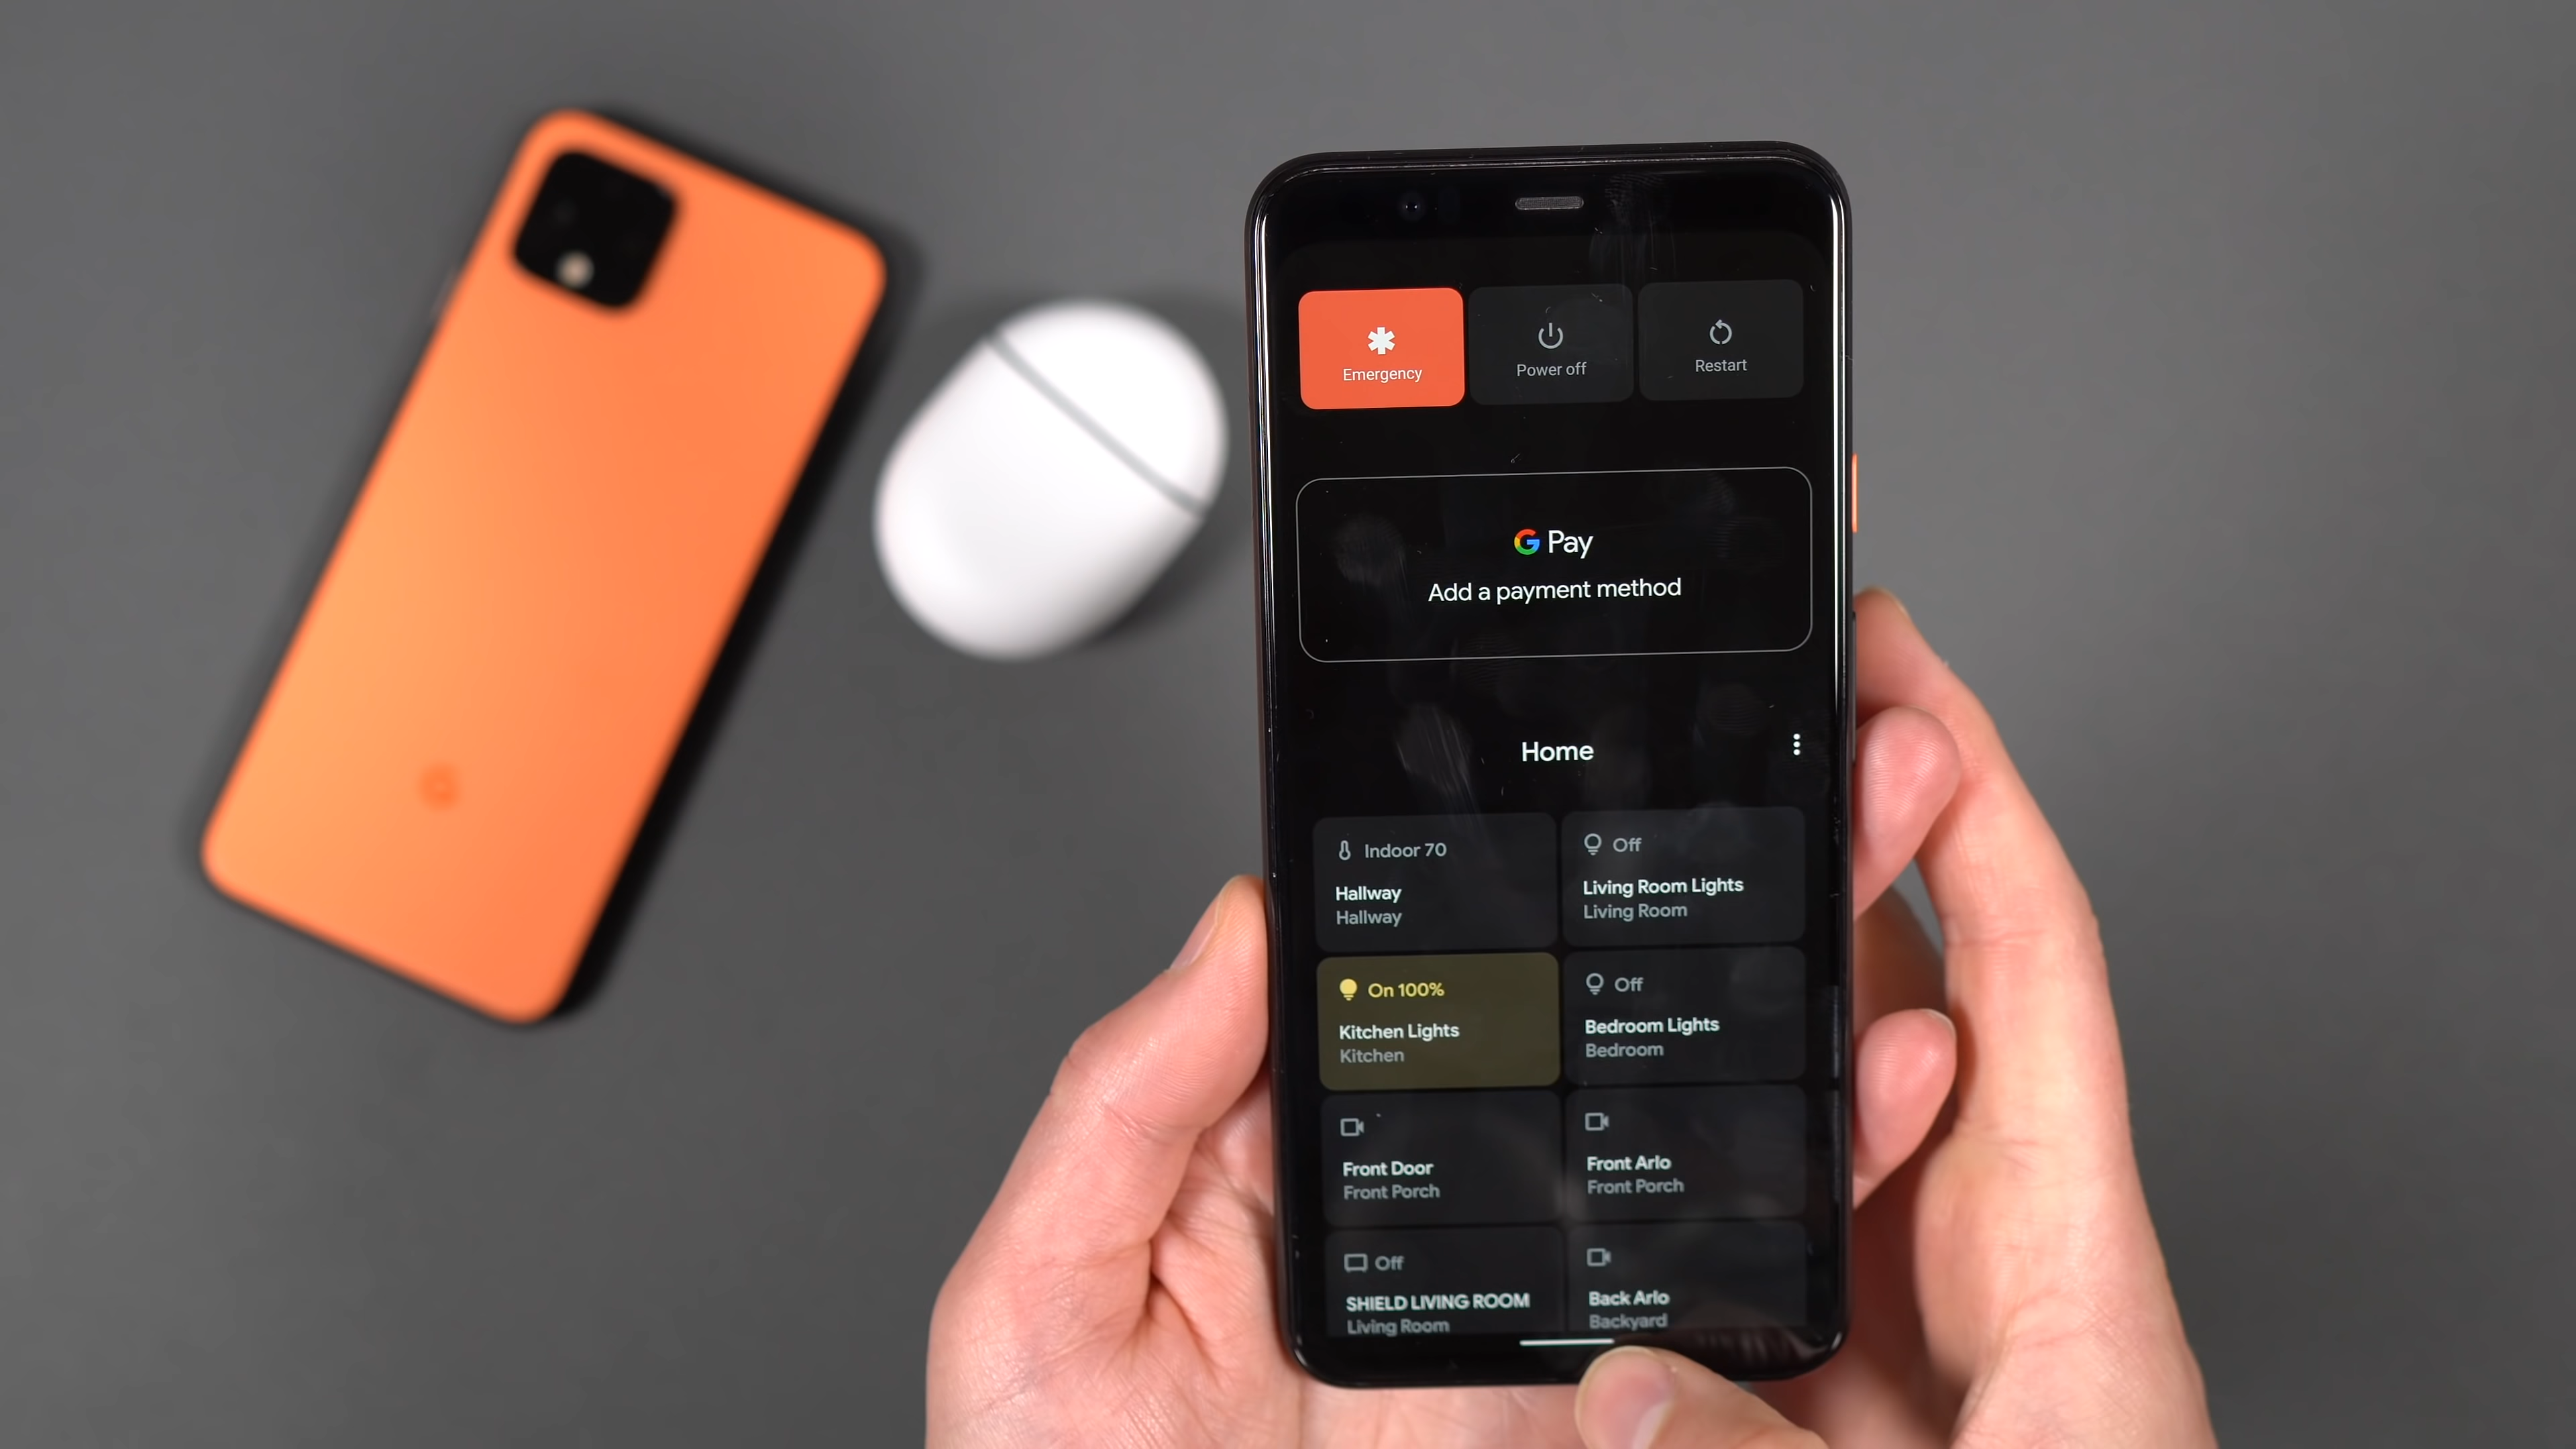 Emergency
Power off
Restart
G Pay
Add a payment method
Home
Indoor 70
Hallway
Hallway
Off
Living Room Lights
Living Room
On 100%
Kitchen Lights
Kitchen
Off
Bedroom Lights
Bedroom
Front Door
Front Porch
Front Arlo
Front Porch
Off
SHIELD LIVING ROOM
Living Room
Back Arlo
Backyard